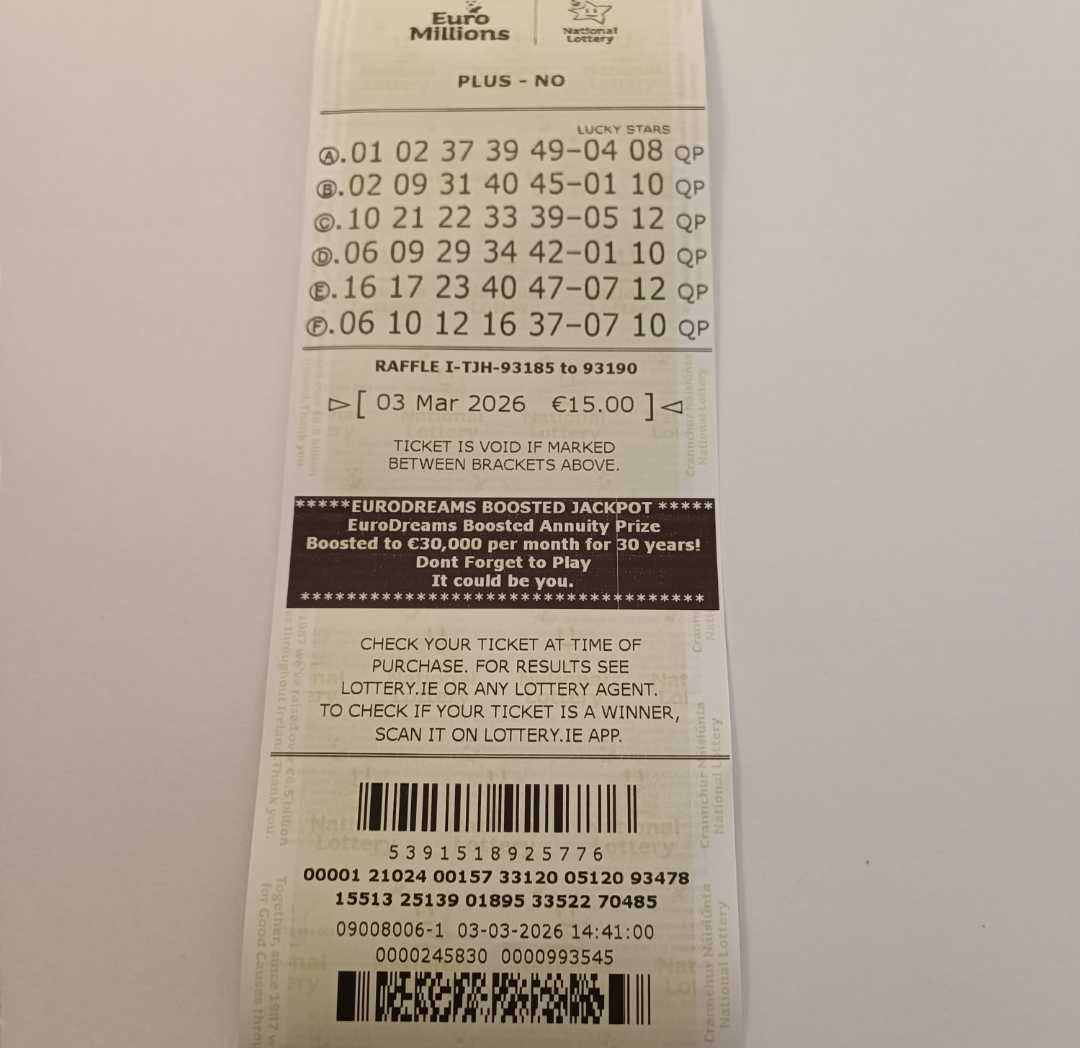 Euro
Millions
National
Lottery
PLUS - NO
LUCKY STARS
A.01 02 37 39 49-04 08 QP
B.02 09 31 40 45-01 10 QP
C.10 21 22 33 39-05 12 QP
D.06 09 29 34 42-01 10 QP
E.16 17 23 40 47-07 12 QP
F.06 10 12 16 37-07 10 QP
RAFFLE I-TJH-93185 to 93190
[ 03 Mar 2026 €15.00 ]
TICKET IS VOID IF MARKED
BETWEEN BRACKETS ABOVE.
*****EURODREAMS BOOSTED JACKPOT *****
EuroDreams Boosted Annuity Prize
Boosted to €30,000 per month for 30 years!
Dont Forget to Play
It could be you.
***********************************
CHECK YOUR TICKET AT TIME OF
PURCHASE. FOR RESULTS SEE
LOTTERY.IE OR ANY LOTTERY AGENT.
TO CHECK IF YOUR TICKET IS A WINNER,
SCAN IT ON LOTTERY.IE APP.
5391518925776
00001 21024 00157 33120 05120 93478
15513 25139 01895 33522 70485
09008006-1 03-03-2026 14:41:00
0000245830 0000993545
Crannchur Náisiúnta
National Lottery